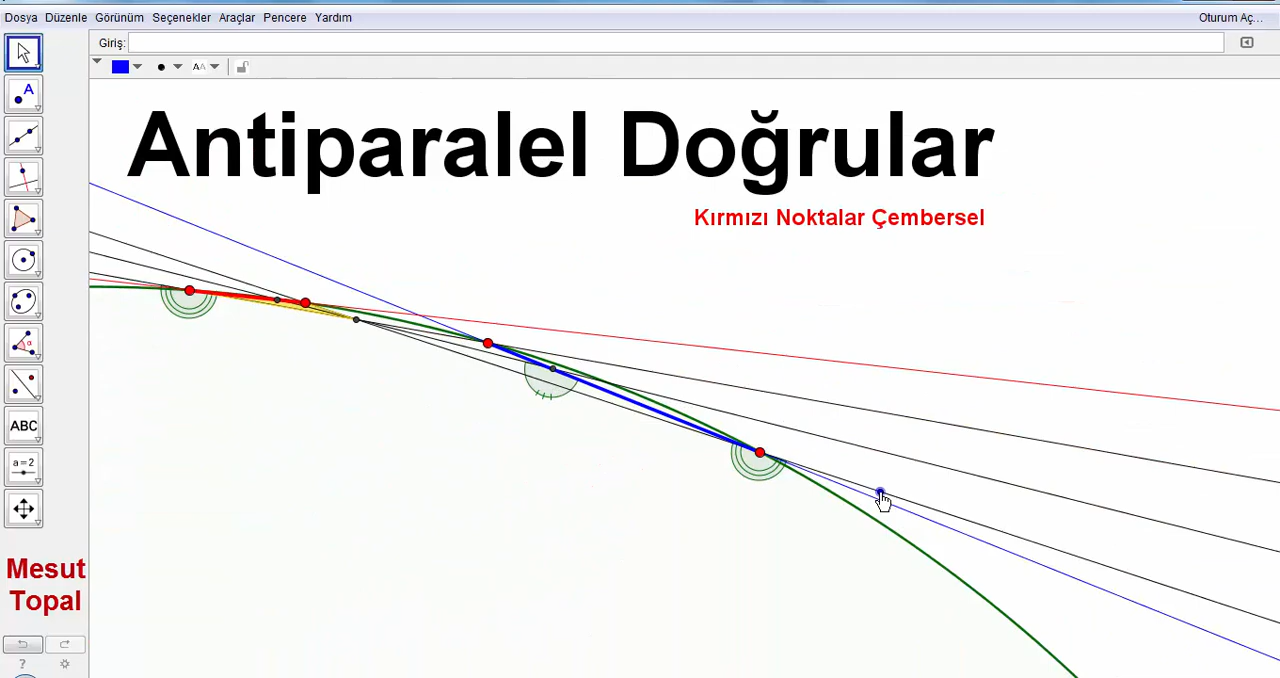 Dosya Düzenle Görünüm Seçenekler Araçlar Pencere Yardım Oturum Aç...
Giriş:
AA
Antiparalel Doğrular
Kırmızı Noktalar Çembersel
A
α
ABC
a=2
Mesut
Topal
?